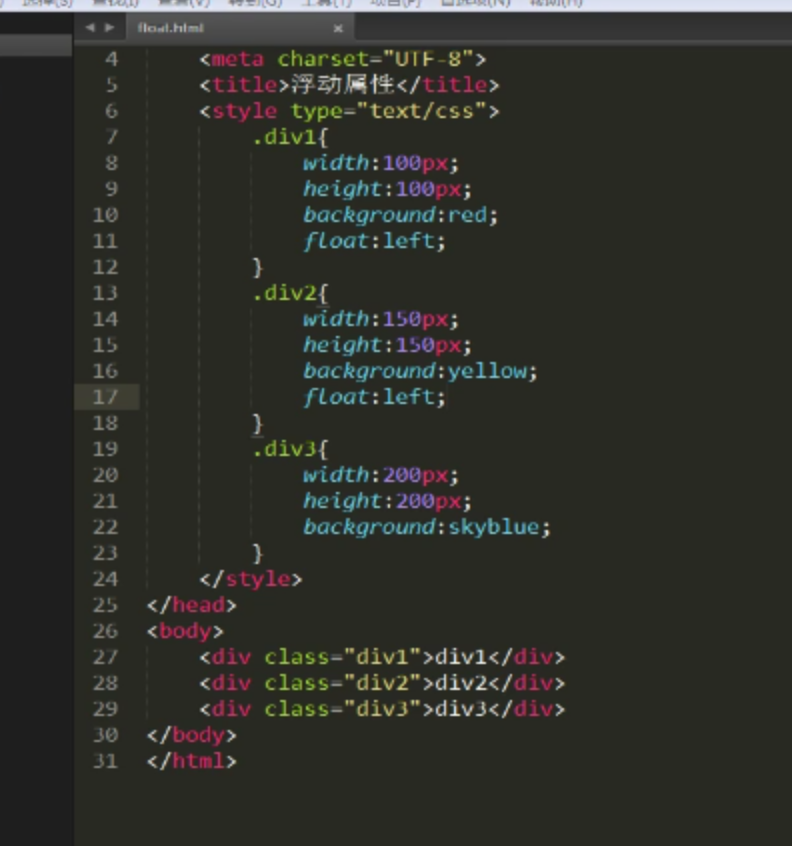 float.html ×
4 <meta charset="UTF-8">
5 <title>浮动属性</title>
6 <style type="text/css">
7 .div1{
8 width:100px;
9 height:100px;
10 background:red;
11 float:left;
12 }
13 .div2{
14 width:150px;
15 height:150px;
16 background:yellow;
17 float:left;
18 }
19 .div3{
20 width:200px;
21 height:200px;
22 background:skyblue;
23 }
24 </style>
25 </head>
26 <body>
27 <div class="div1">div1</div>
28 <div class="div2">div2</div>
29 <div class="div3">div3</div>
30 </body>
31 </html>